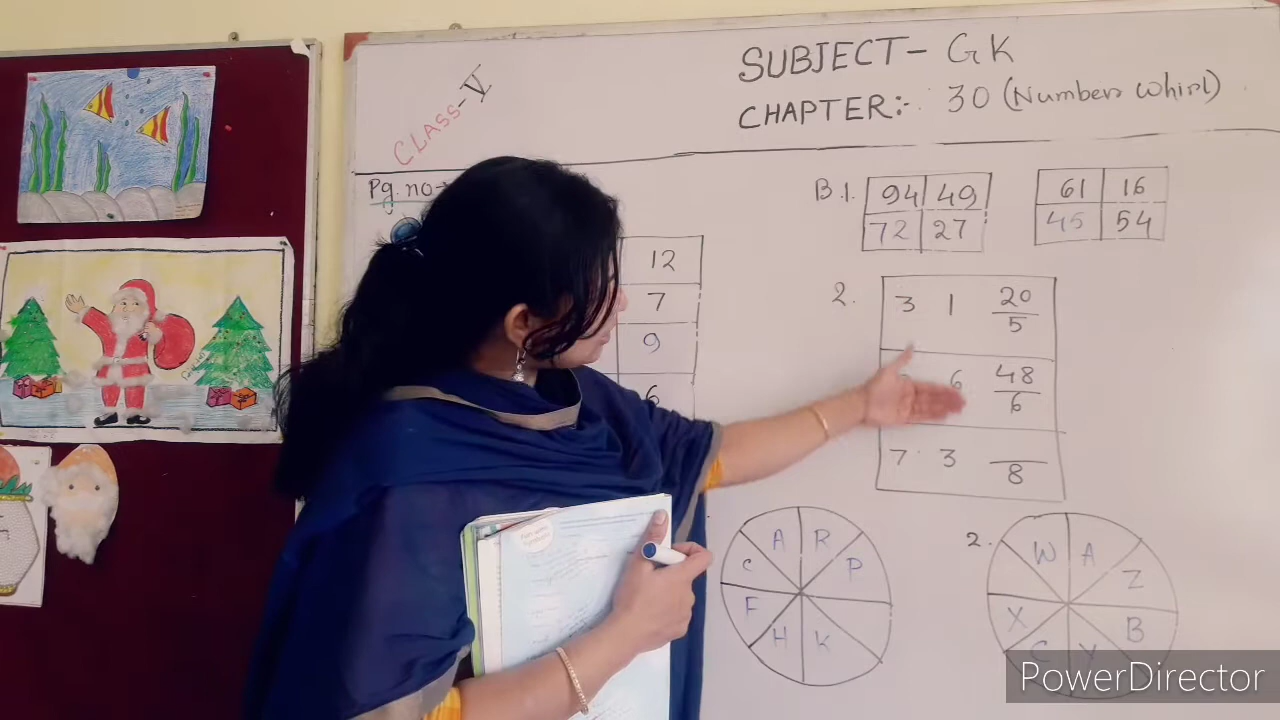 SUBJECT- GK
CHAPTER:- 30 (Numbers Whirl)
CLASS-V
Pg. no-
12
7
9
6
B.1.
94 49
72 27
61 16
45 54
2.
3 1 20/5
6 48/6
7 3 /8
A R P K H F C
2.
W A Z B Y C X
PowerDirector